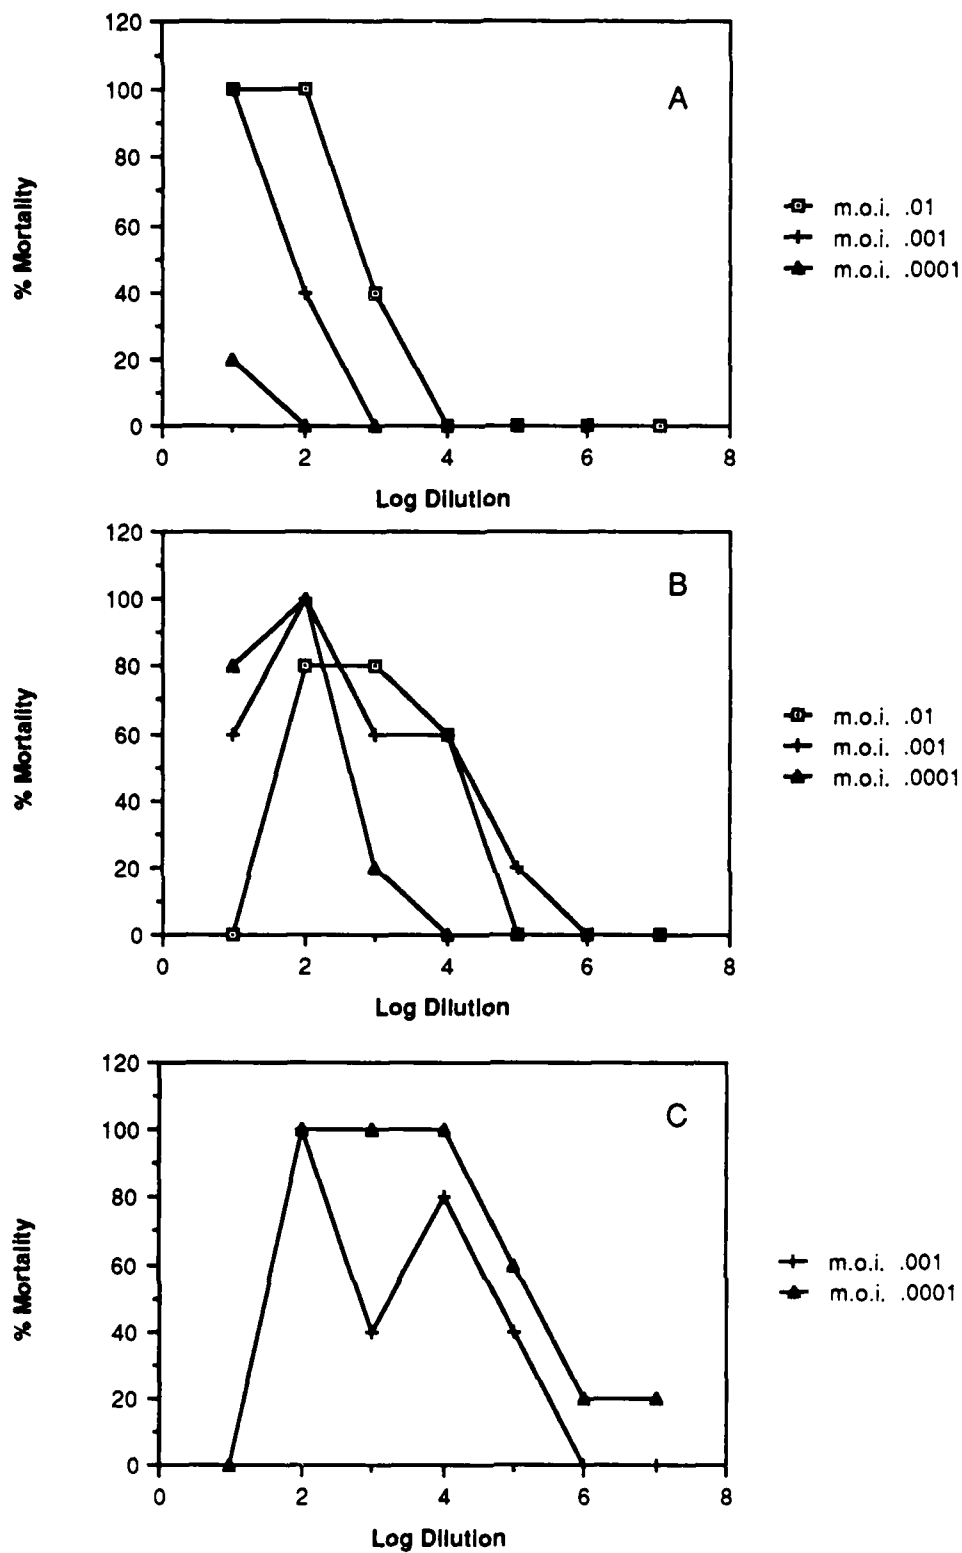 120
100
A
80
% Mortality
m.o.i. .01
60
m.o.i. .001
m.o.i. .0001
40
20
0
0 2 4 6 8
Log Dilution
120
100
B
80
% Mortality
m.o.i. .01
60
m.o.i. .001
m.o.i. .0001
40
20
0
0 2 4 6 8
Log Dilution
120
100
C
80
% Mortality
60
m.o.i. .001
m.o.i. .0001
40
20
0
0 2 4 6 8
Log Dilution